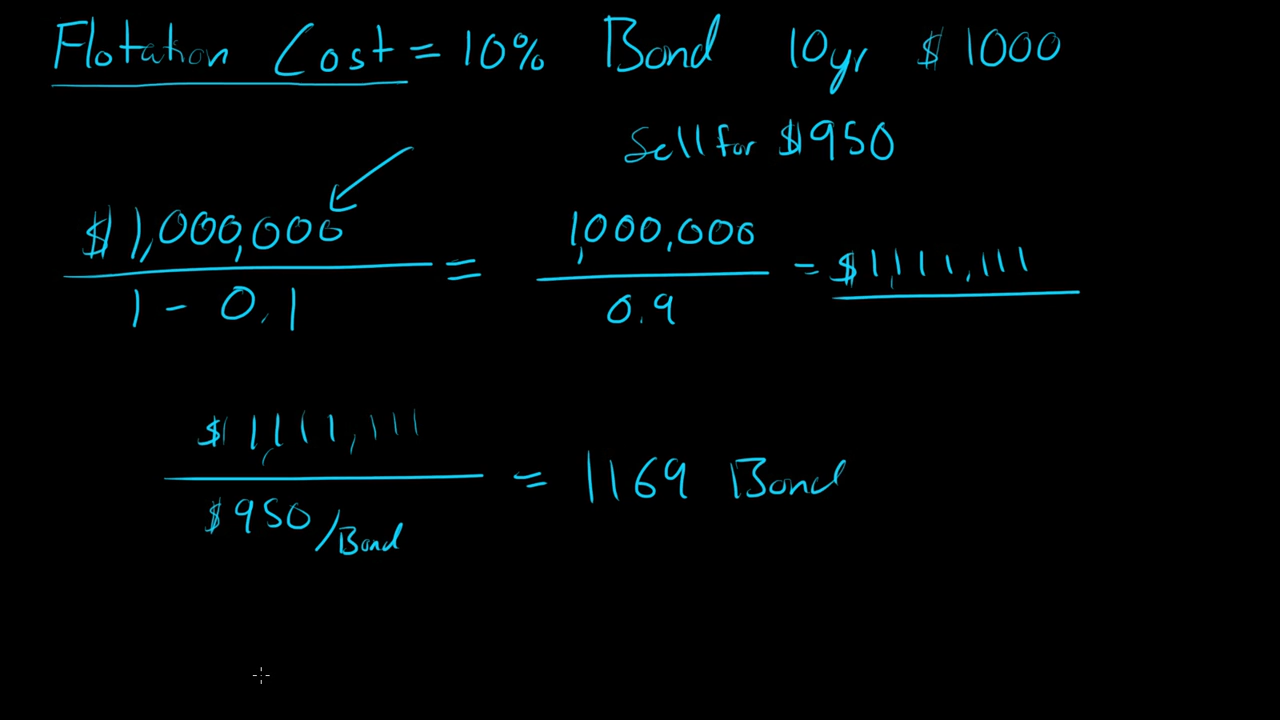 Flotation Cost = 10% Bond 10yr $1000
Sell for $950
$1,000,000 / 1 - 0.1 = 1,000,000 / 0.9 = $1,111,111
$1,111,111 / $950/Bond = 1169 Bond